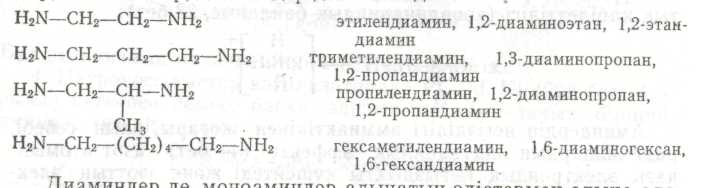 H₂N—CH₂—CH₂—NH₂ этилендиамин, 1,2-диаминоэтан, 1,2-этан-
диамин
H₂N—CH₂—CH₂—CH₂—NH₂ триметилендиамин, 1,3-диаминопропан,
1,2-пропандиамин
H₂N—CH₂—CH—NH₂ пропилендиамин, 1,2-диаминопропан,
1,2-пропандиамин
CH₃
H₂N—CH₂—(CH₂)₄—CH₂—NH₂ гексаметилендиамин, 1,6-диаминогексан,
1,6-гександиамин
Диаминдер де моноаминдер алынатын